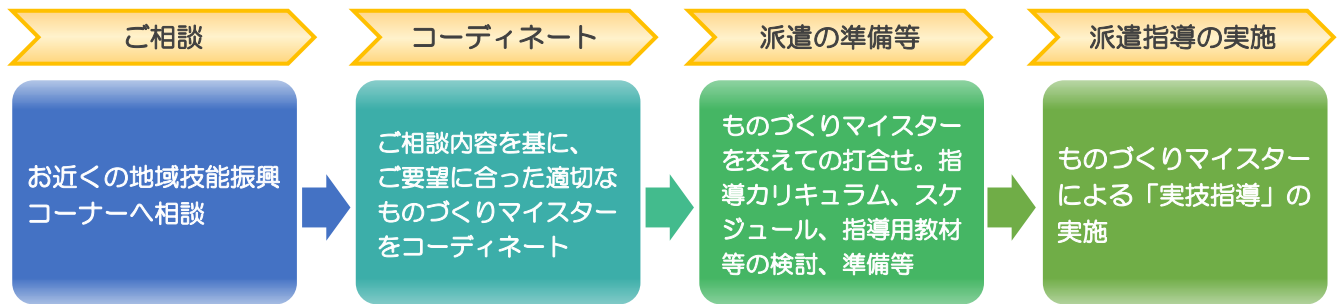 ご相談
コーディネート
派遣の準備等
派遣指導の実施
お近くの地域技能振興
コーナーへ相談
ご相談内容を基に、
ご要望に合った適切な
ものづくりマイスター
をコーディネート
ものづくりマイスター
を交えての打合せ。指
導カリキュラム、スケ
ジュール、指導用教材
等の検討、準備等
ものづくりマイスター
による「実技指導」の
実施